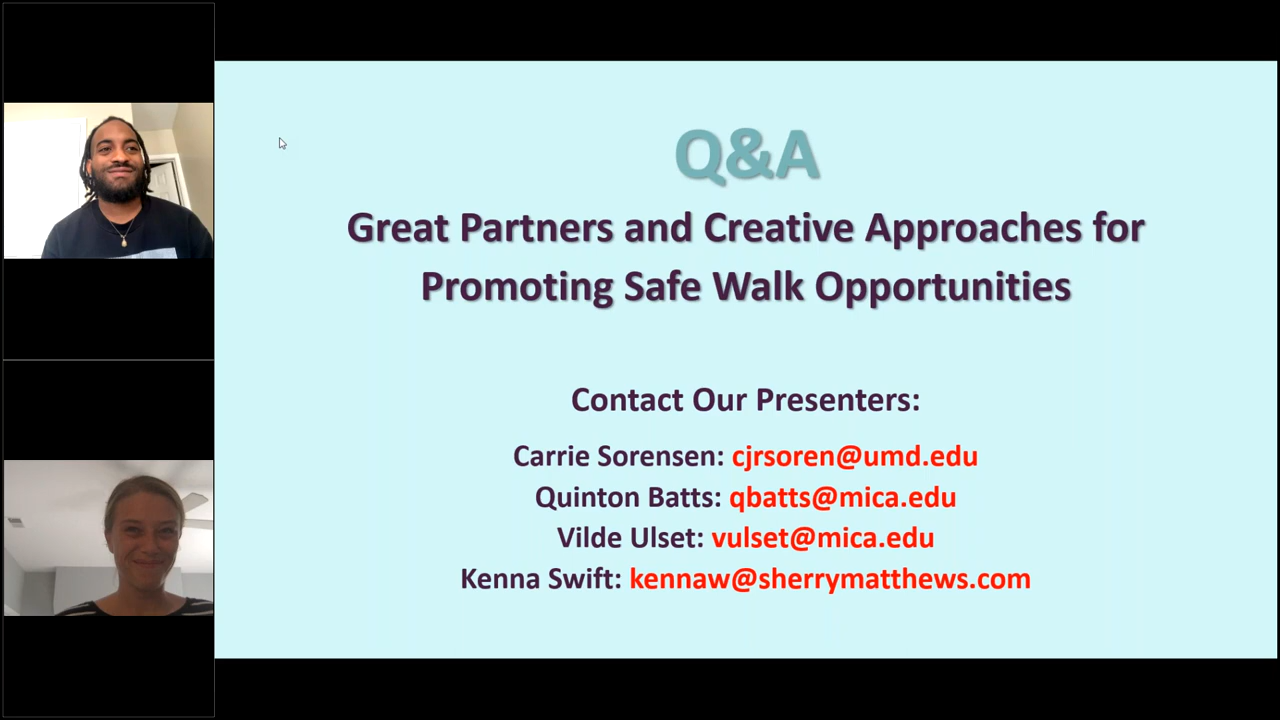 Q&A
Great Partners and Creative Approaches for
Promoting Safe Walk Opportunities
Contact Our Presenters:
Carrie Sorensen: cjrsoren@umd.edu
Quinton Batts: qbatts@mica.edu
Vilde Ulset: vulset@mica.edu
Kenna Swift: kennaw@sherrymatthews.com